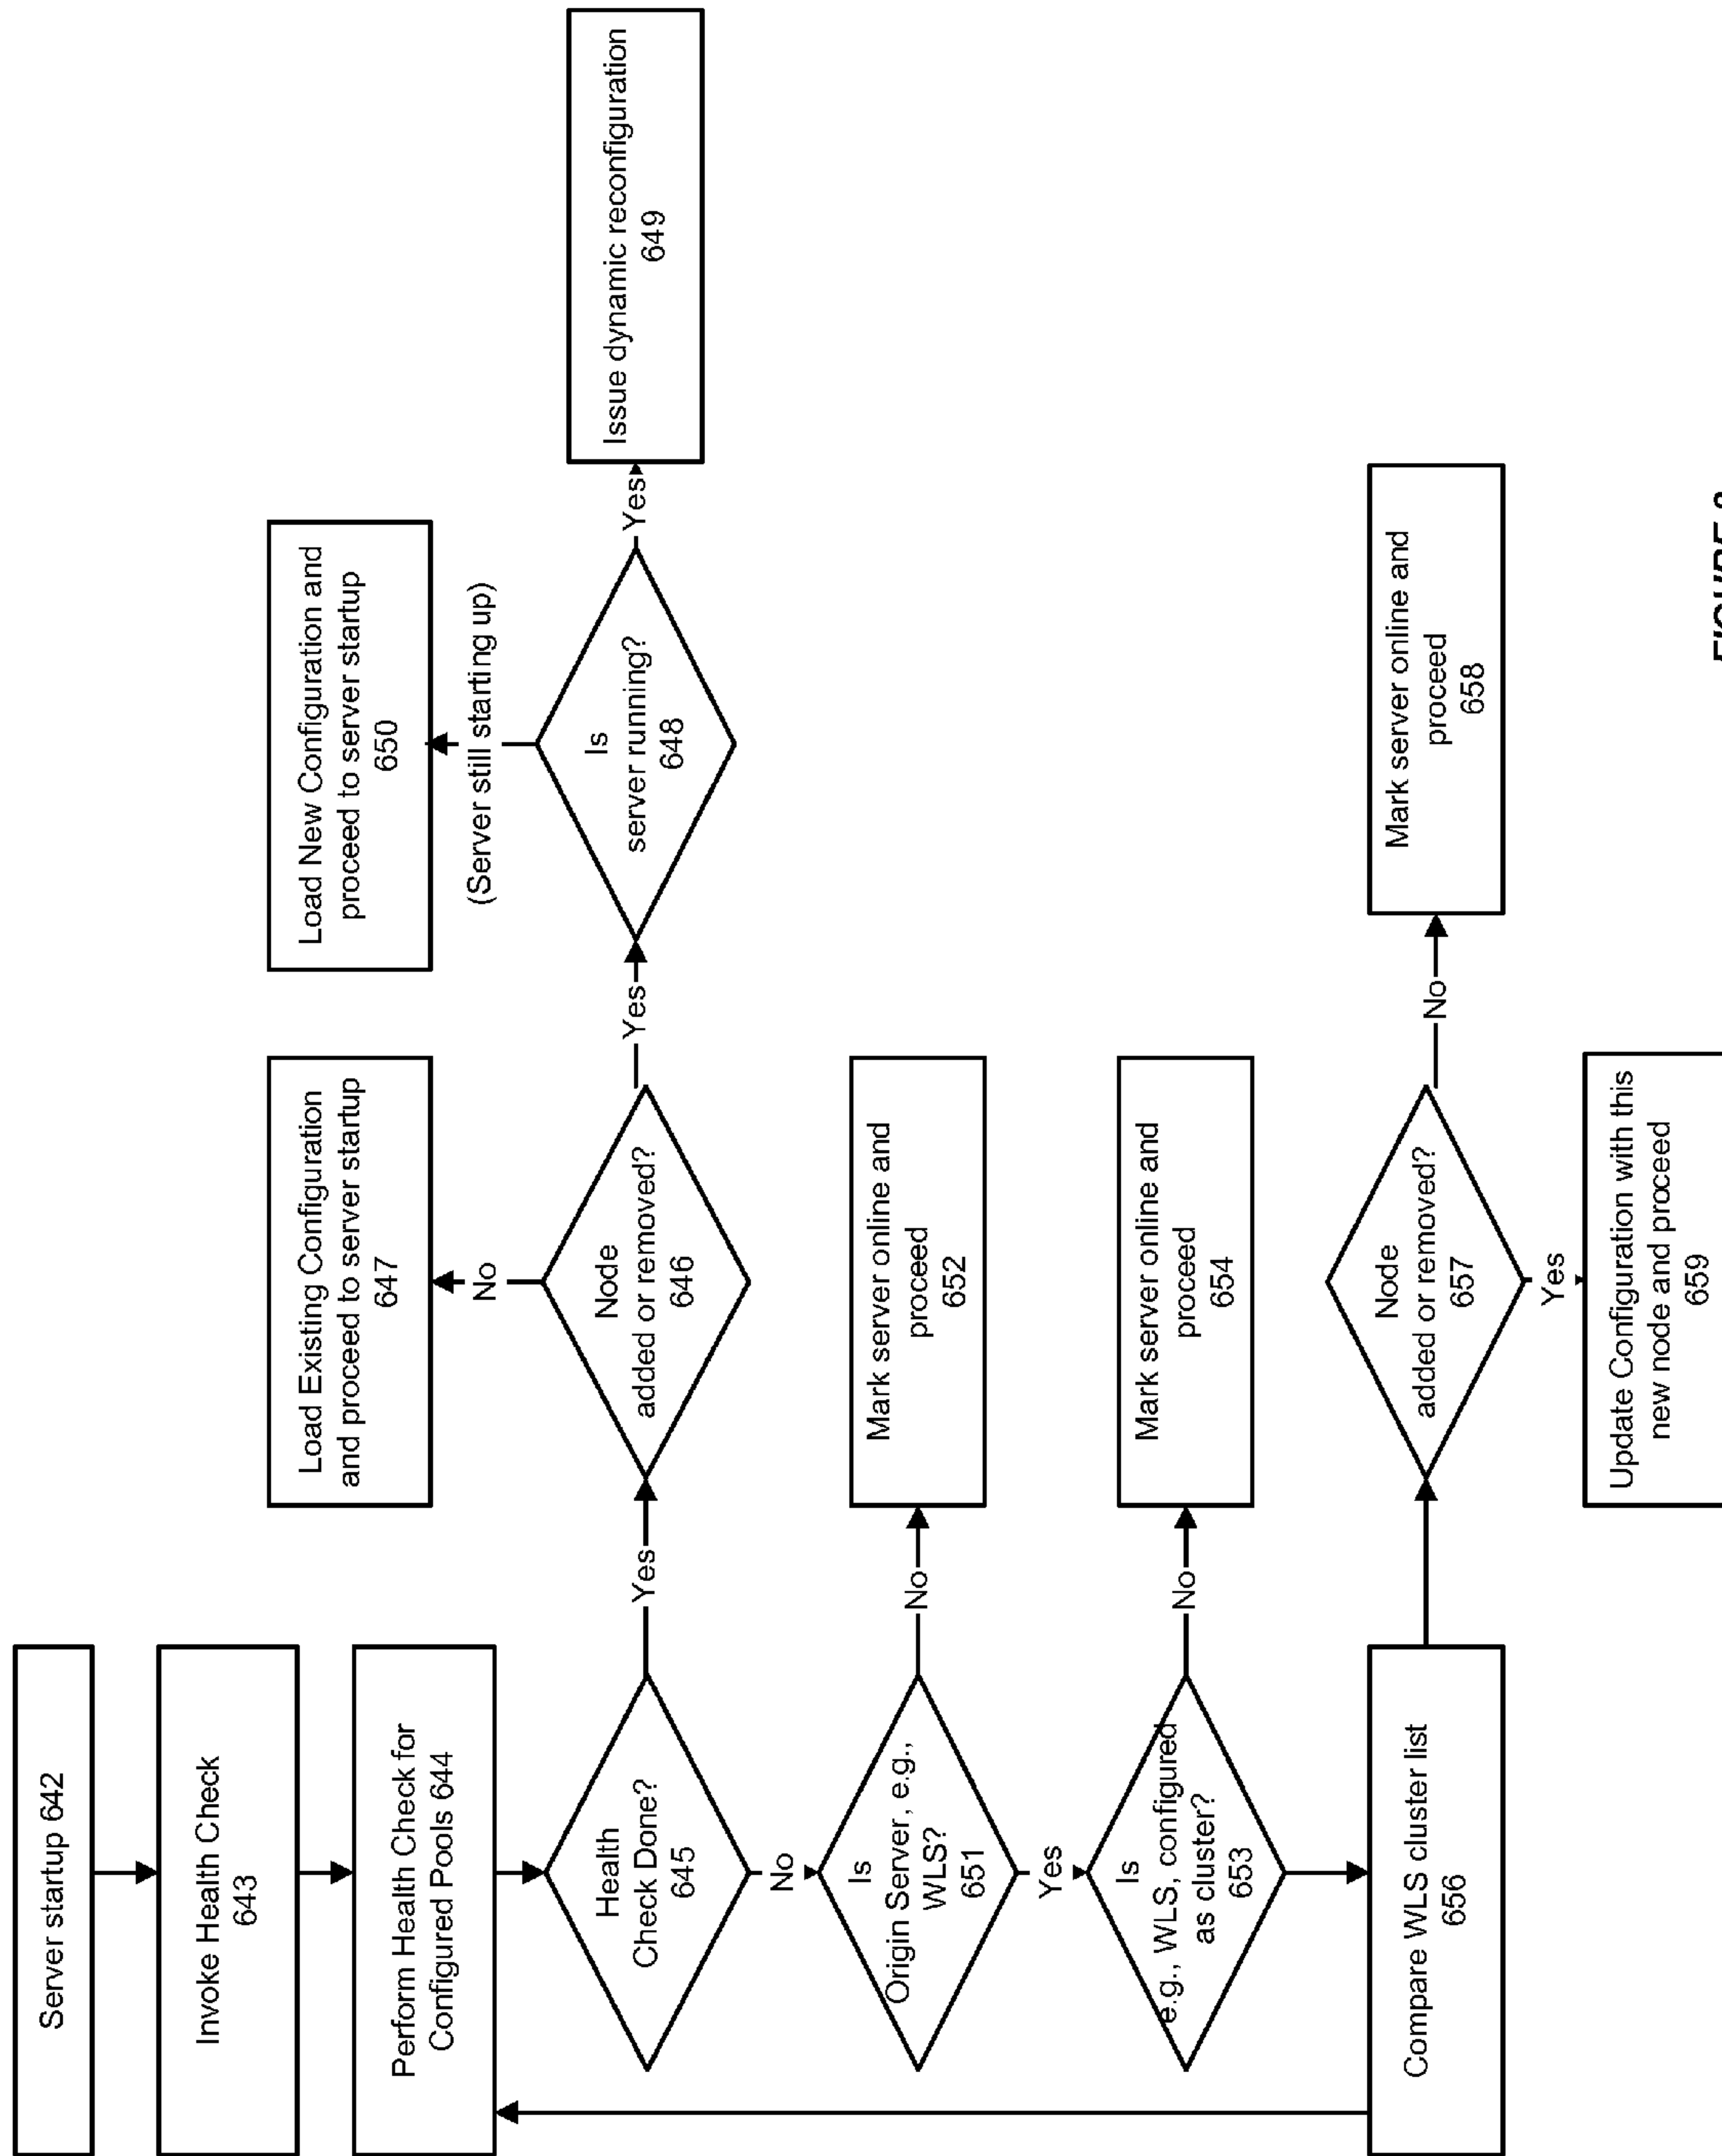 Server startup 642
Invoke Health Check
643
Perform Health Check for
Configured Pools 644
Health
Check Done?
645
Yes
Node
added or removed?
646
No
Load Existing Configuration
and proceed to server startup
647
Yes
Is
server running?
648
(Server still starting up)
Load New Configuration and
proceed to server startup
650
Yes
Issue dynamic reconfiguration
649
No
Is
Origin Server, e.g.,
WLS?
651
No
Mark server online and
proceed
652
Yes
Is
e.g., WLS, configured
as cluster?
653
No
Mark server online and
proceed
654
Compare WLS cluster list
656
Node
added or removed?
657
No
Mark server online and
proceed
658
Yes
Update Configuration with this
new node and proceed
659
FIGURE